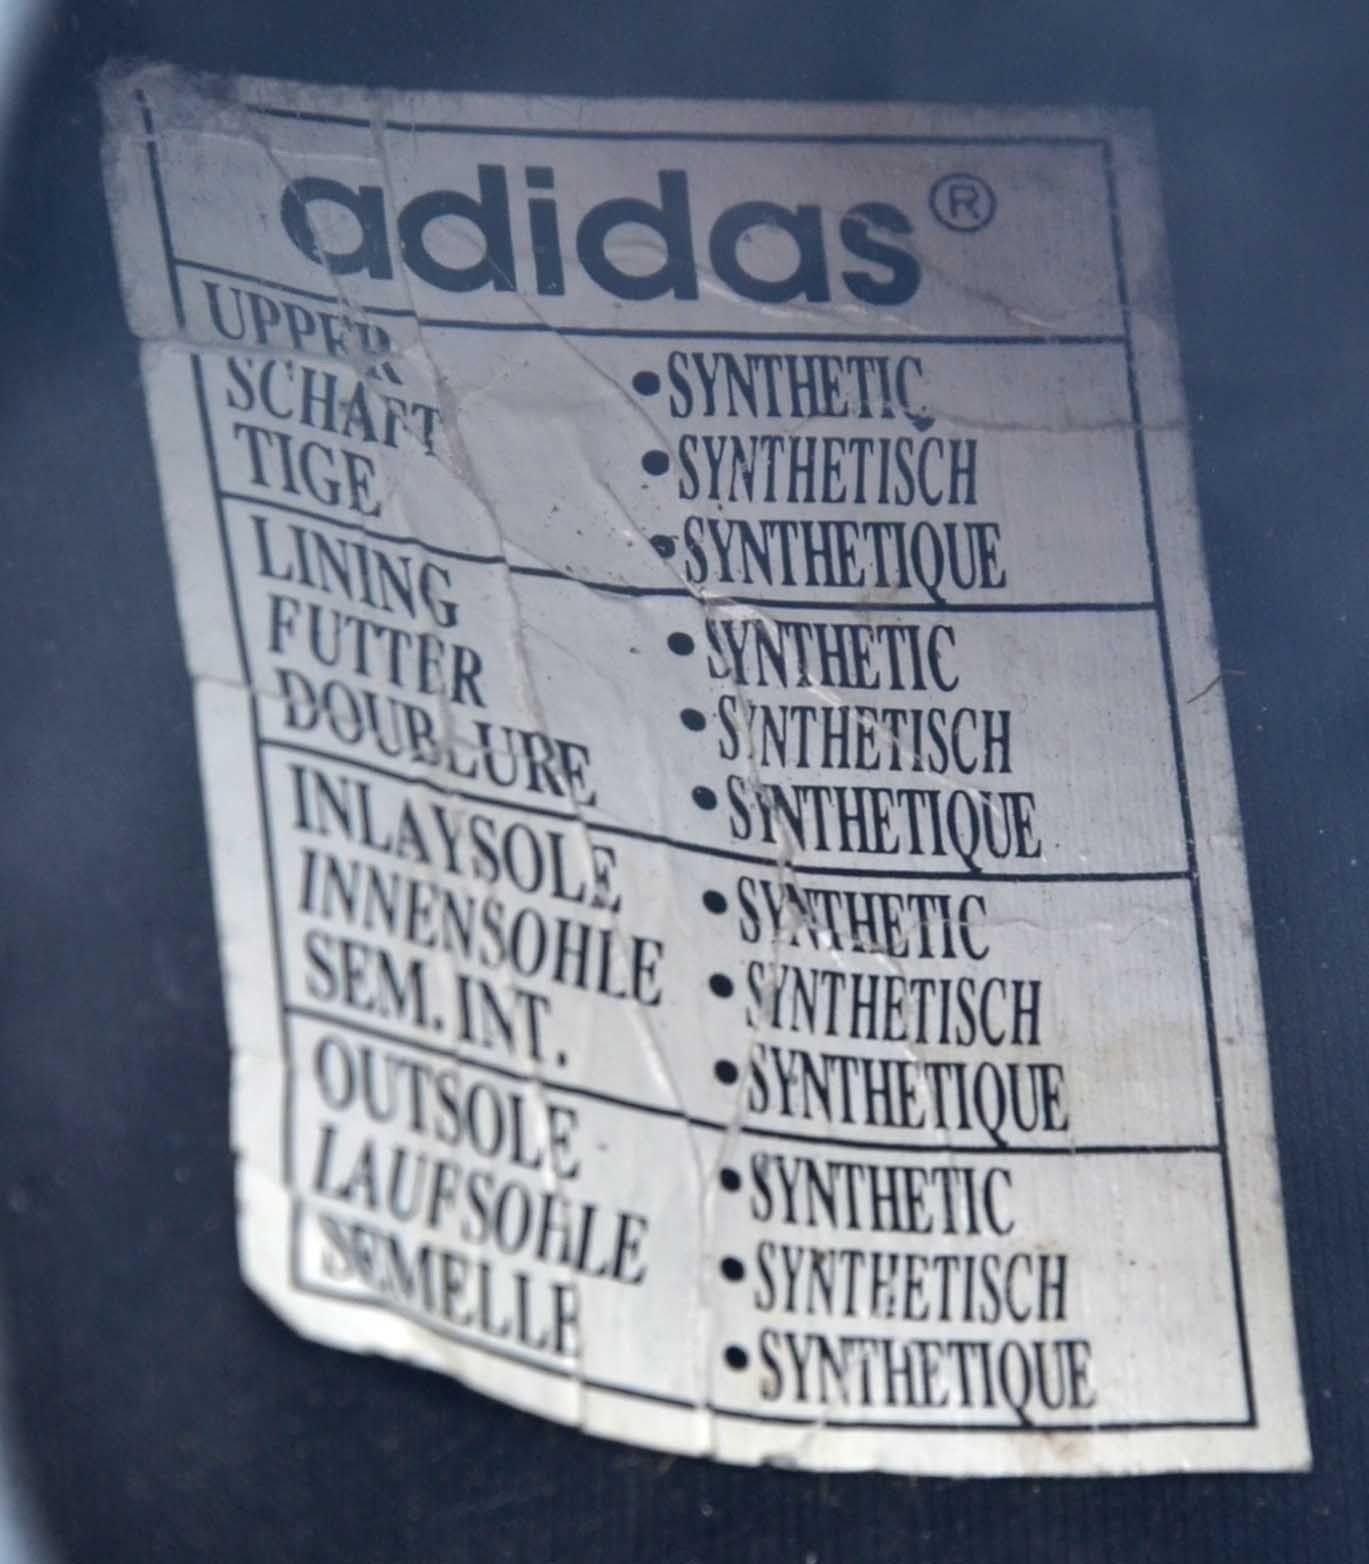 adidas®
UPPER •SYNTHETIC
SCHAFT •SYNTHETISCH
TIGE •SYNTHETIQUE
LINING •SYNTHETIC
FUTTER •SYNTHETISCH
DOUBLURE •SYNTHETIQUE
INLAYSOLE •SYNTHETIC
INNENSOHLE •SYNTHETISCH
SEM. INT. •SYNTHETIQUE
OUTSOLE •SYNTHETIC
LAUFSOHLE •SYNTHETISCH
SEMELLE •SYNTHETIQUE